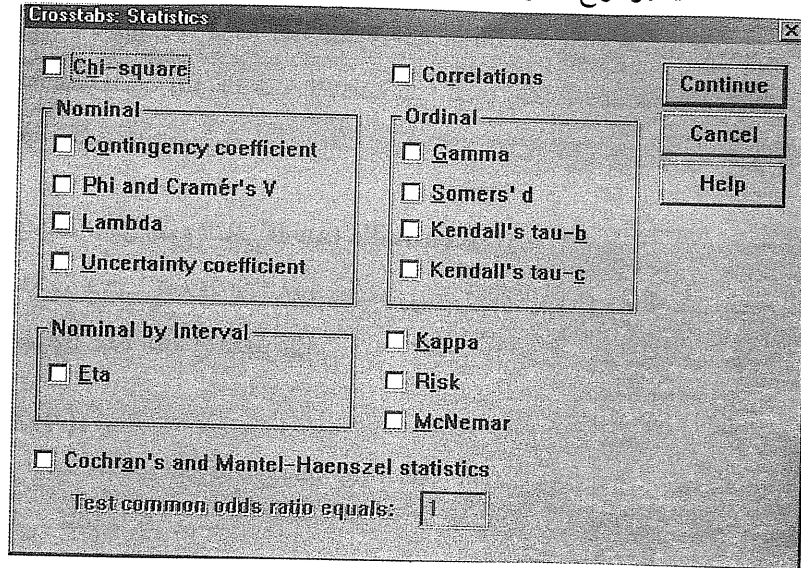 Crosstabs: Statistics
Chi-square
Correlations
Continue
Cancel
Help
Nominal
Contingency coefficient
Phi and Cramér's V
Lambda
Uncertainty coefficient
Ordinal
Gamma
Somers' d
Kendall's tau-b
Kendall's tau-c
Nominal by Interval
Eta
Kappa
Risk
McNemar
Cochran's and Mantel-Haenszel statistics
Test common odds ratio equals: 1